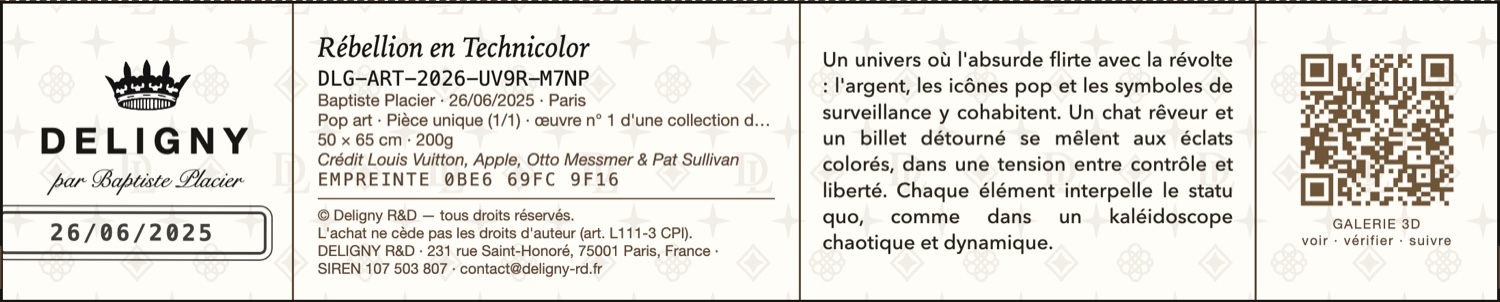 DELIGNY
par Baptiste Placier
26/06/2025
Rébellion en Technicolor
DLG–ART–2026–UV9R–M7NP
Baptiste Placier · 26/06/2025 · Paris
Pop art · Pièce unique (1/1) · œuvre n° 1 d'une collection d…
50 × 65 cm · 200g
Crédit Louis Vuitton, Apple, Otto Messmer & Pat Sullivan
EMPREINTE 0BE6 69FC 9F16
© Deligny R&D — tous droits réservés.
L'achat ne cède pas les droits d'auteur (art. L111-3 CPI).
DELIGNY R&D · 231 rue Saint-Honoré, 75001 Paris, France ·
SIREN 107 503 807 · contact@deligny-rd.fr
Un univers où l'absurde flirte avec la révolte
: l'argent, les icônes pop et les symboles de
surveillance y cohabitent. Un chat rêveur et
un billet détourné se mêlent aux éclats
colorés, dans une tension entre contrôle et
liberté. Chaque élément interpelle le statu
quo, comme dans un kaléidoscope
chaotique et dynamique.
GALERIE 3D
voir · vérifier · suivre